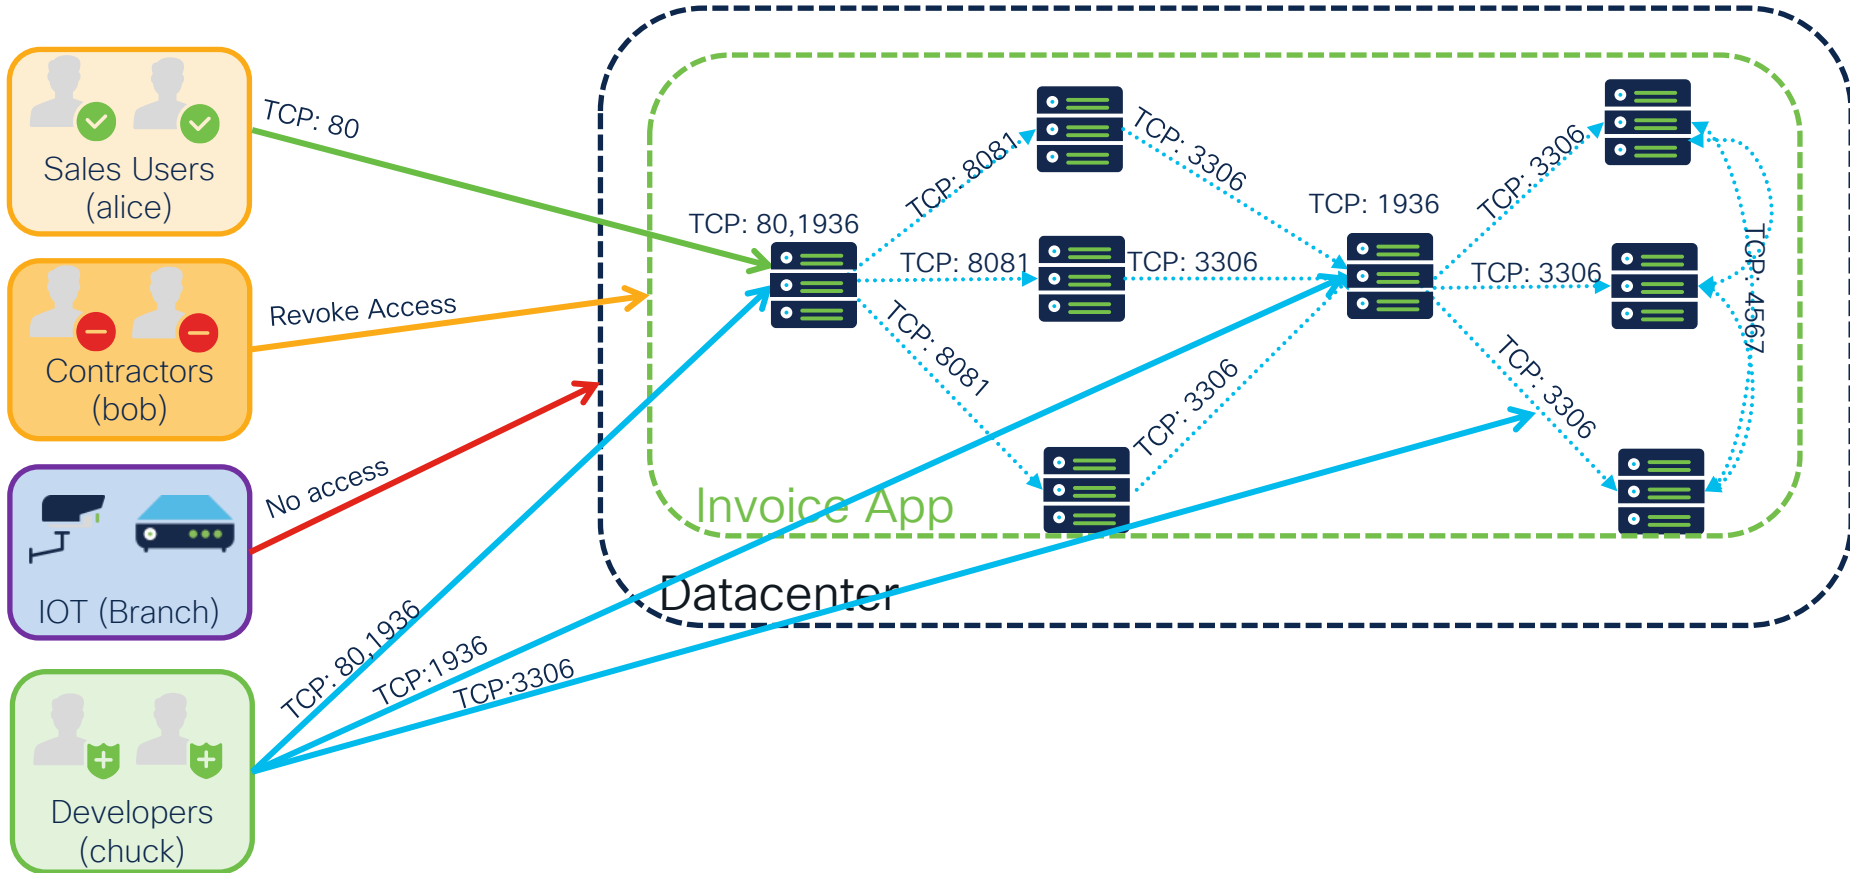 Sales Users
(alice)
Contractors
(bob)
IOT (Branch)
Developers
(chuck)
TCP: 80
Revoke Access
No access
TCP: 80,1936
TCP:1936
TCP:3306
TCP: 80,1936
TCP: 8081
TCP: 8081
TCP: 8081
TCP: 3306
TCP: 3306
TCP: 3306
TCP: 1936
TCP: 3306
TCP: 3306
TCP: 3306
TCP: 4567
Invoice App
Datacenter